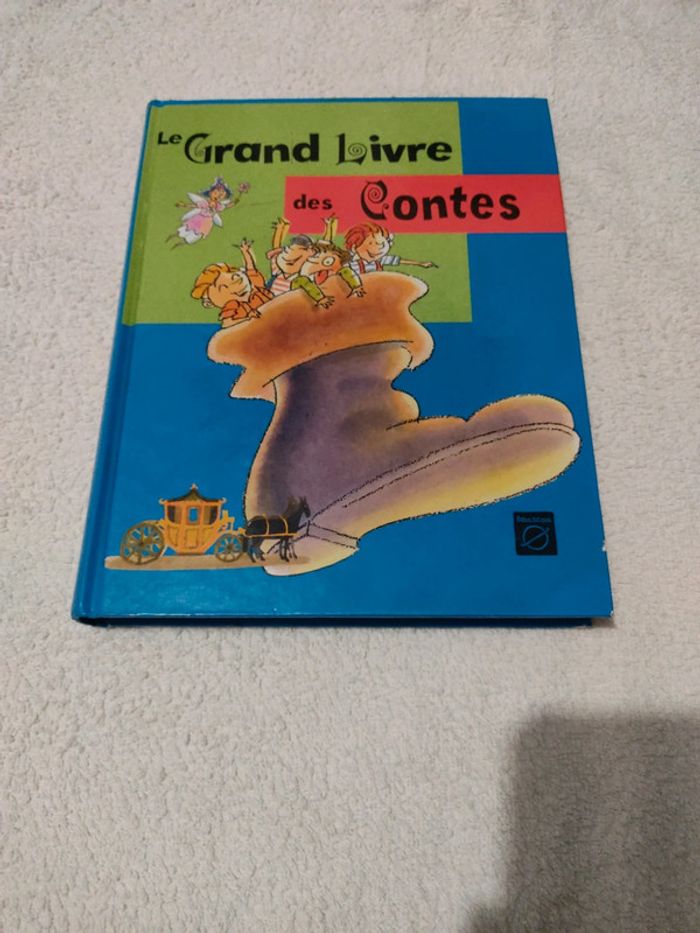 Le Grand Livre
des Contes